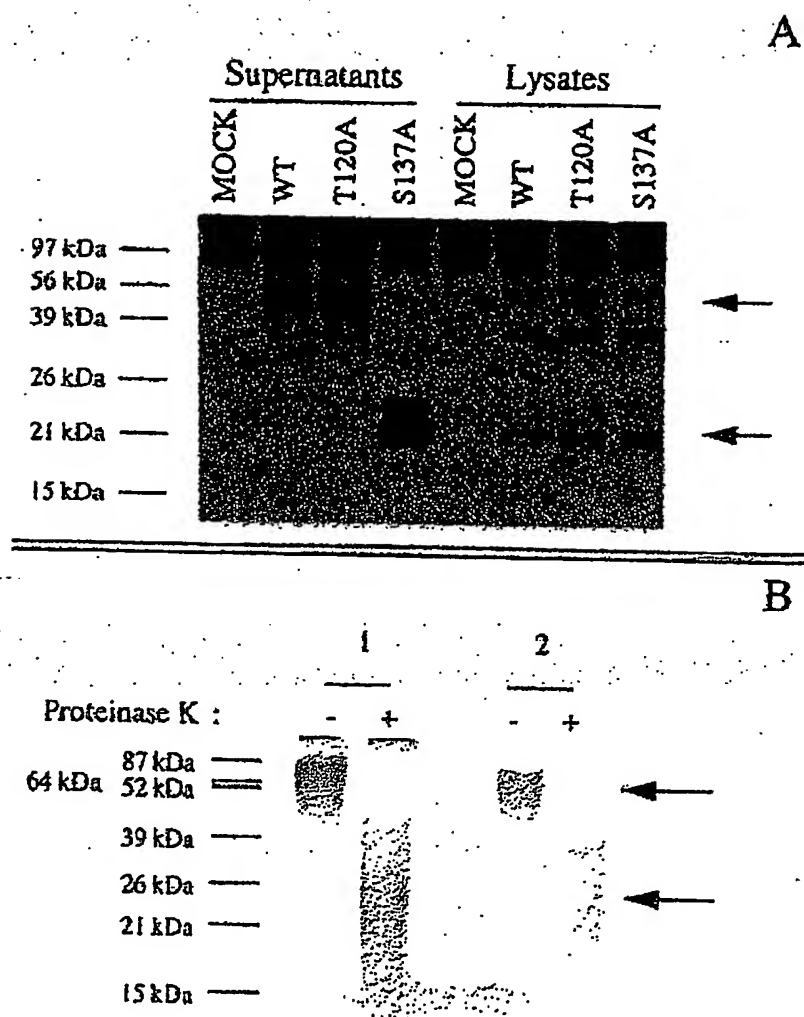 A
Supernatants Lysates
MOCK WT T120A S137A MOCK WT T120A S137A
97 kDa
56 kDa
39 kDa
26 kDa
21 kDa
15 kDa
B
1 2
Proteinase K : - + - +
87 kDa
64 kDa 52 kDa
39 kDa
26 kDa
21 kDa
15 kDa